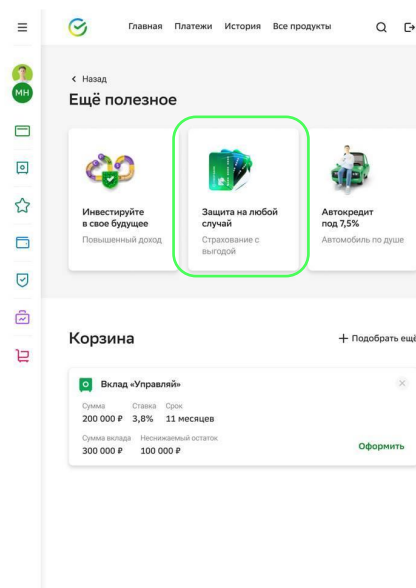 Главная Платежи История Все продукты
МН
Назад
Ещё полезное
Инвестируйте
в свое будущее
Повышенный доход
Защита на любой
случай
Страхование с
выгодой
Автокредит
под 7,5%
Автомобиль по душе
Корзина
+ Подобрать ещё
Вклад «Управляй»
Сумма Ставка Срок
200 000 ₽ 3,8% 11 месяцев
Сумма вклада Неснижаемый остаток
300 000 ₽ 100 000 ₽
Оформить